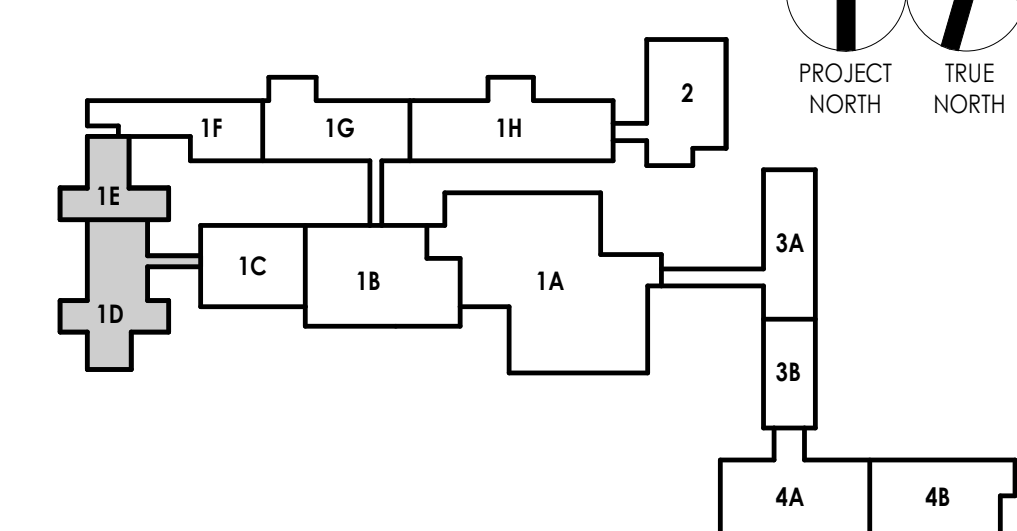 PROJECT
NORTH
TRUE
NORTH
2
1F
1G
1H
1E
3A
1C
1B
1A
1D
3B
4A
4B